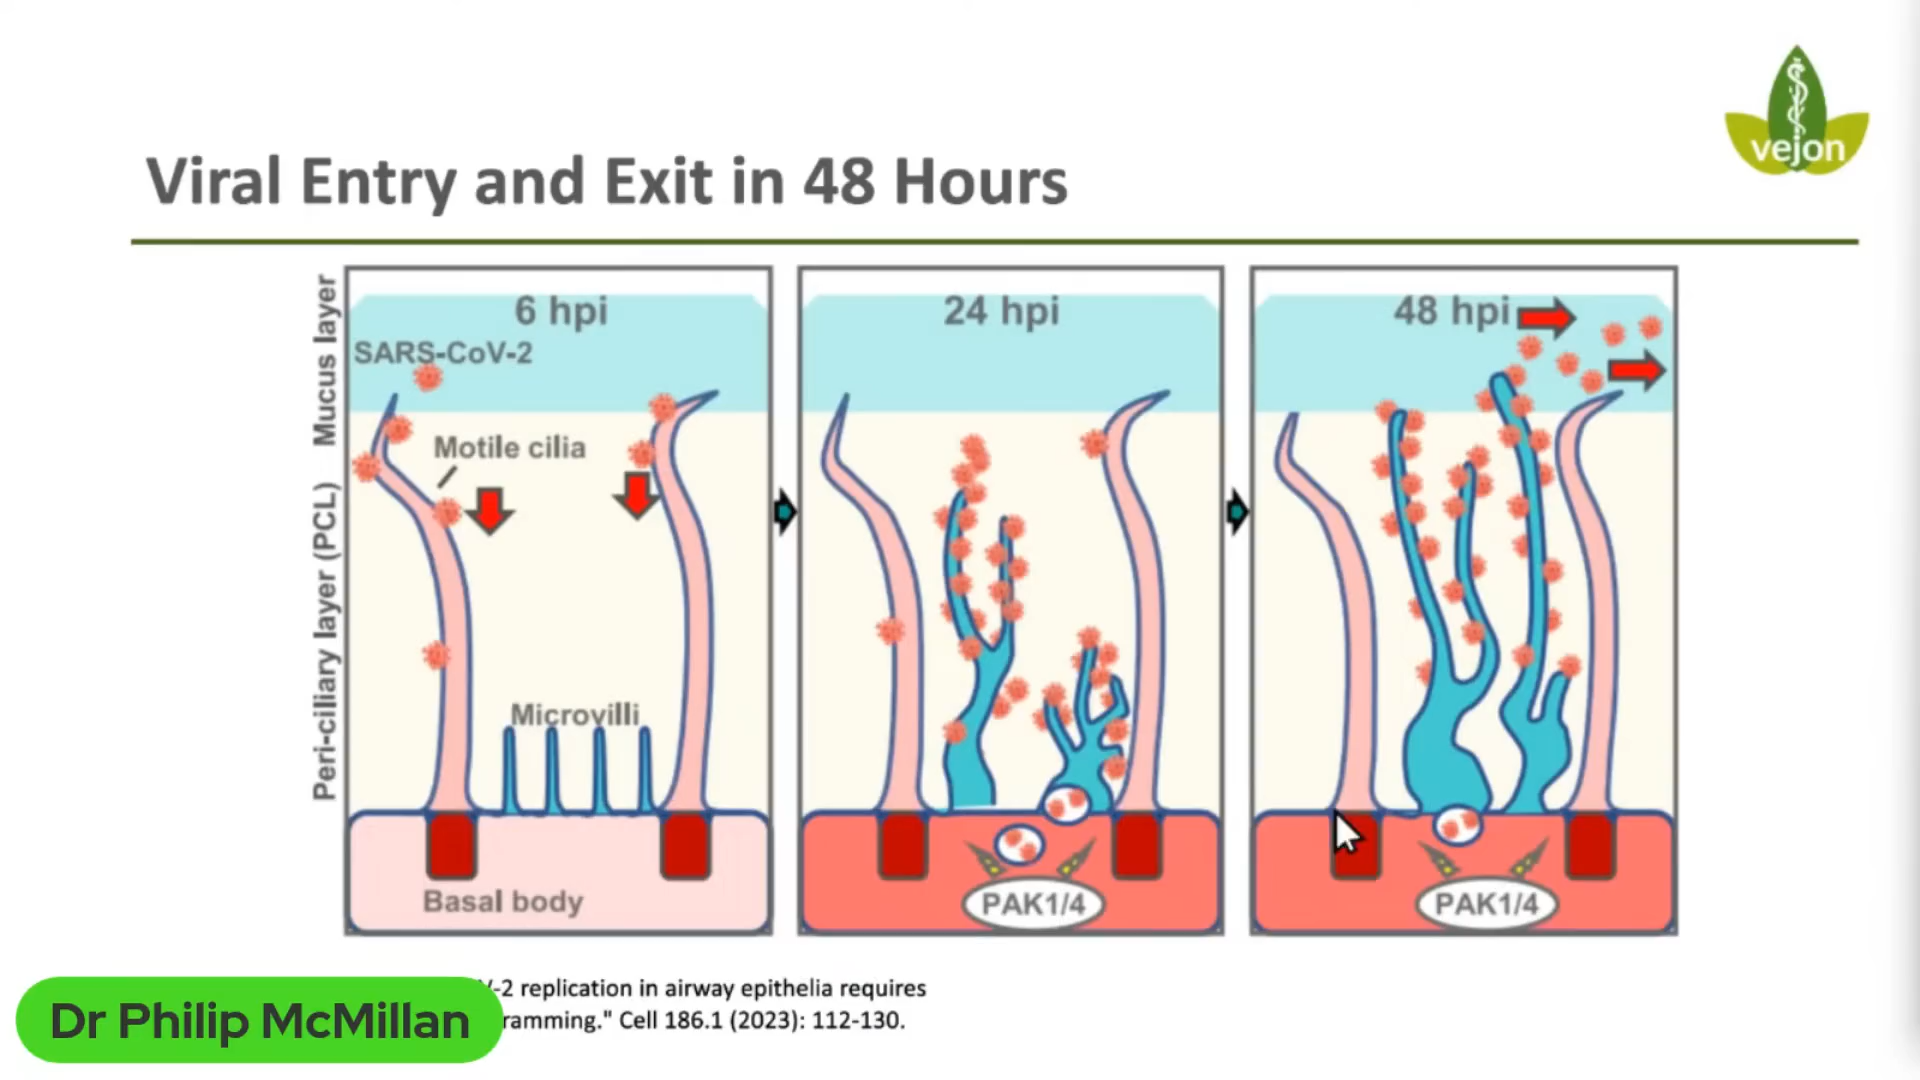 vejon
Viral Entry and Exit in 48 Hours
Mucus layer
Peri-ciliary layer (PCL)
6 hpi
SARS-CoV-2
Motile cilia
Microvilli
Basal body
24 hpi
PAK1/4
48 hpi
PAK1/4
-2 replication in airway epithelia requires
ramming." Cell 186.1 (2023): 112-130.
Dr Philip McMillan